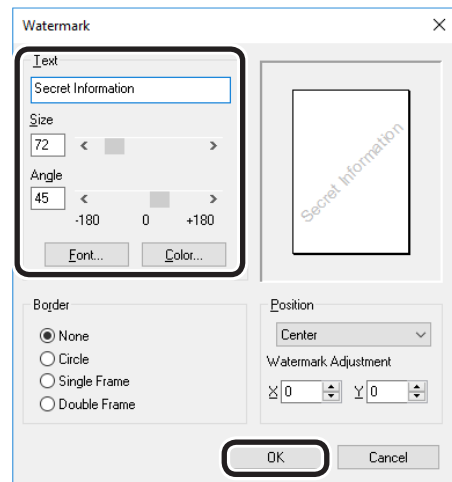 Watermark
Text
Secret Information
Size
72
Angle
45
-180 0 +180
Font... Color...
Secret Information
Border
None
Circle
Single Frame
Double Frame
Position
Center
Watermark Adjustment
X 0 Y 0
OK Cancel